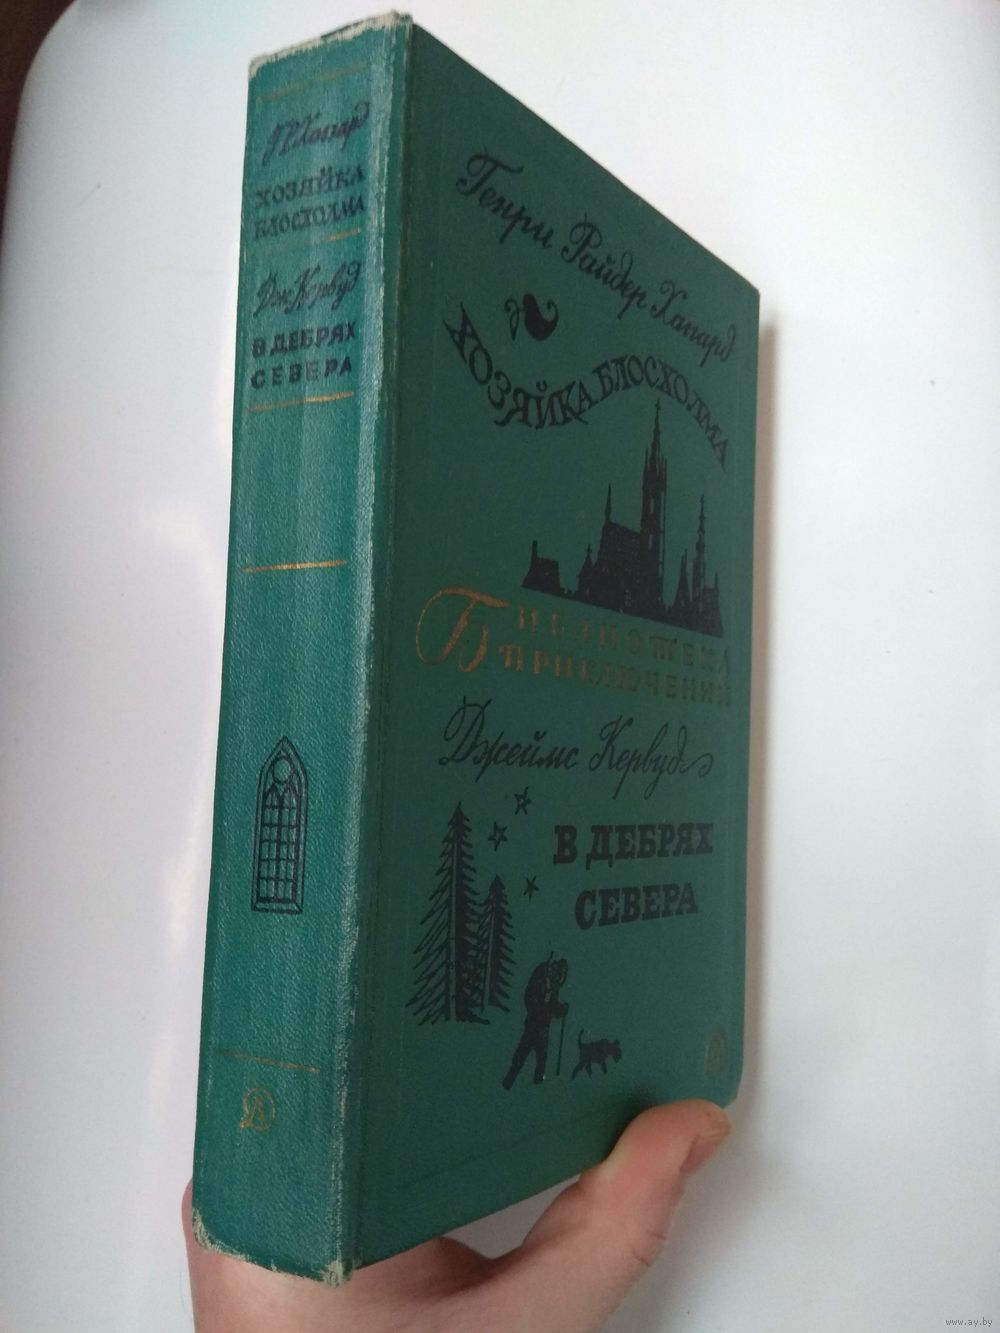 Г.Р.Хаггард
ХОЗЯЙКА
БЛОСХОЛМА
Дж.Кервуд
В ДЕБРЯХ
СЕВЕРА
Генри Райдер Хаггард
ХОЗЯЙКА БЛОСХОЛМА
БИБЛИОТЕКА
ПРИКЛЮЧЕНИЙ
Джеймс Кервуд
В ДЕБРЯХ
СЕВЕРА
www.ay.by